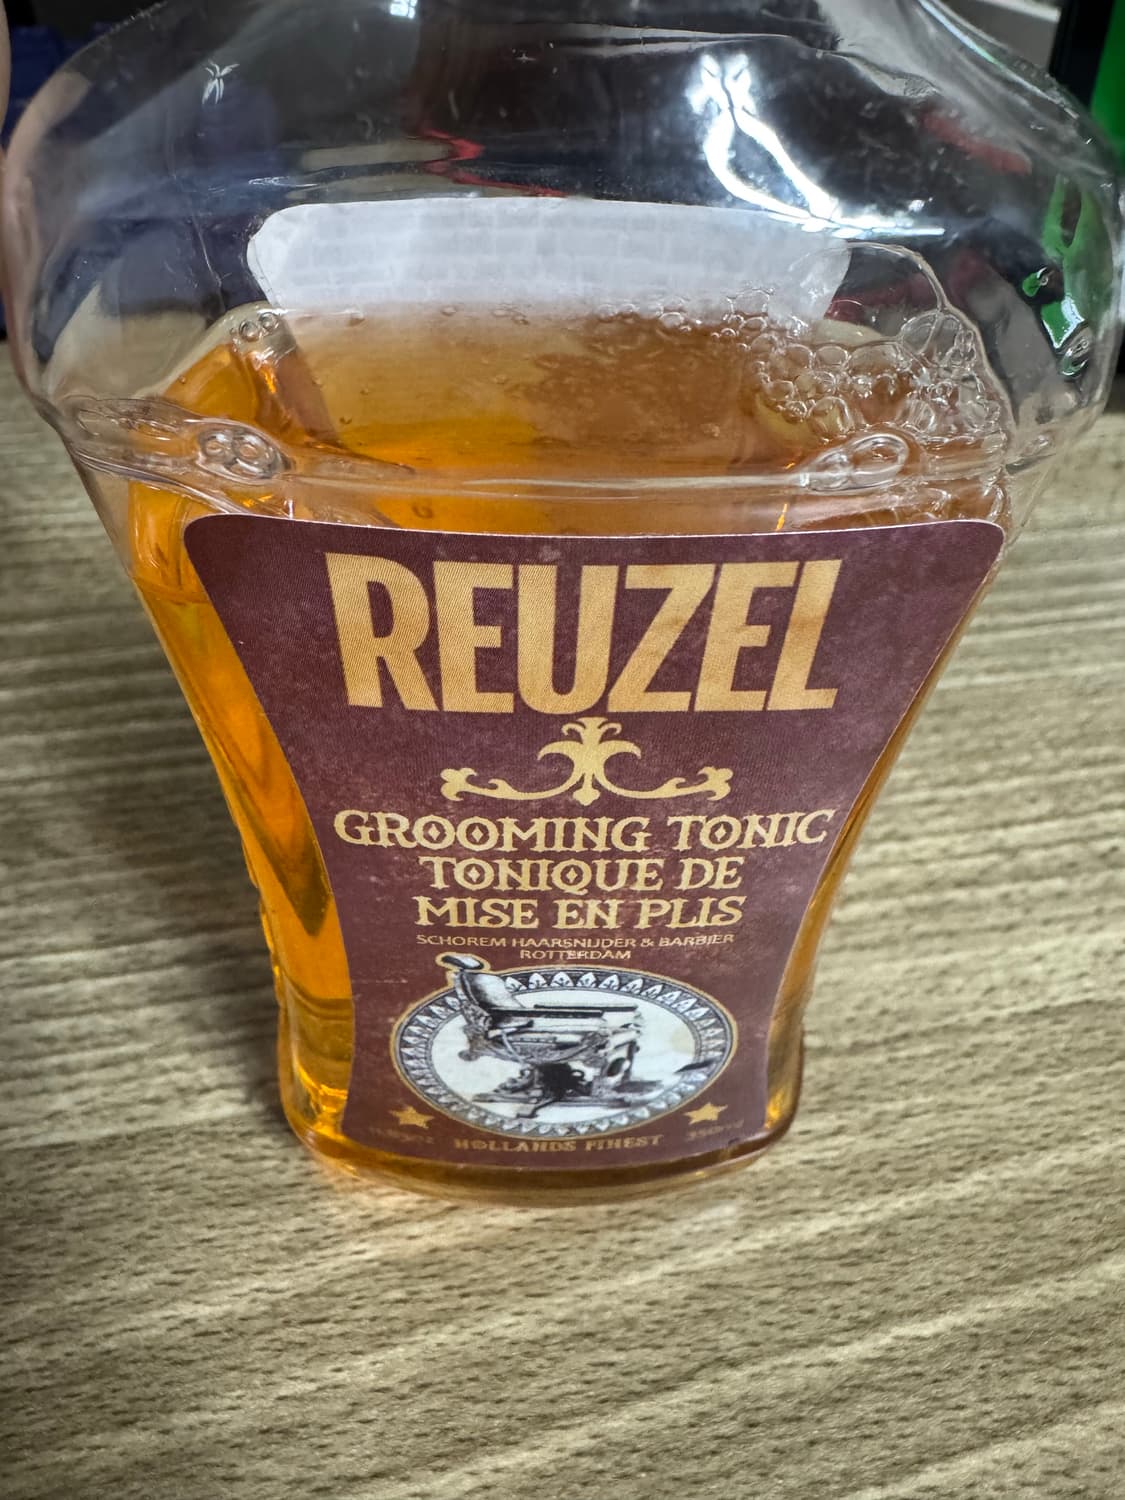 REUZEL
GROOMING TONIC
TONIQUE DE
MISE EN PLIS
SCHOREM HAARSNIJDER & BARBIER
ROTTERDAM
HOLLANDS FINEST